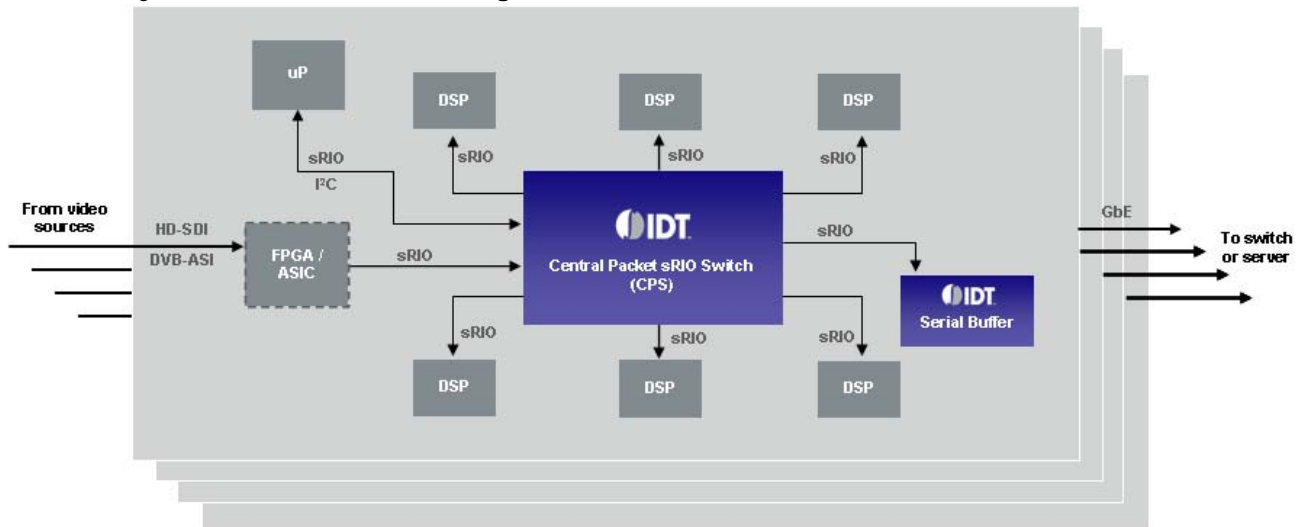 uP
DSP
DSP
DSP
sRIO
I²C
sRIO
sRIO
sRIO
From video
sources
HD-SDI
DVB-ASI
FPGA /
ASIC
sRIO
IDT
Central Packet sRIO Switch
(CPS)
sRIO
IDT
Serial Buffer
GbE
To switch
or server
sRIO
sRIO
sRIO
DSP
DSP
DSP